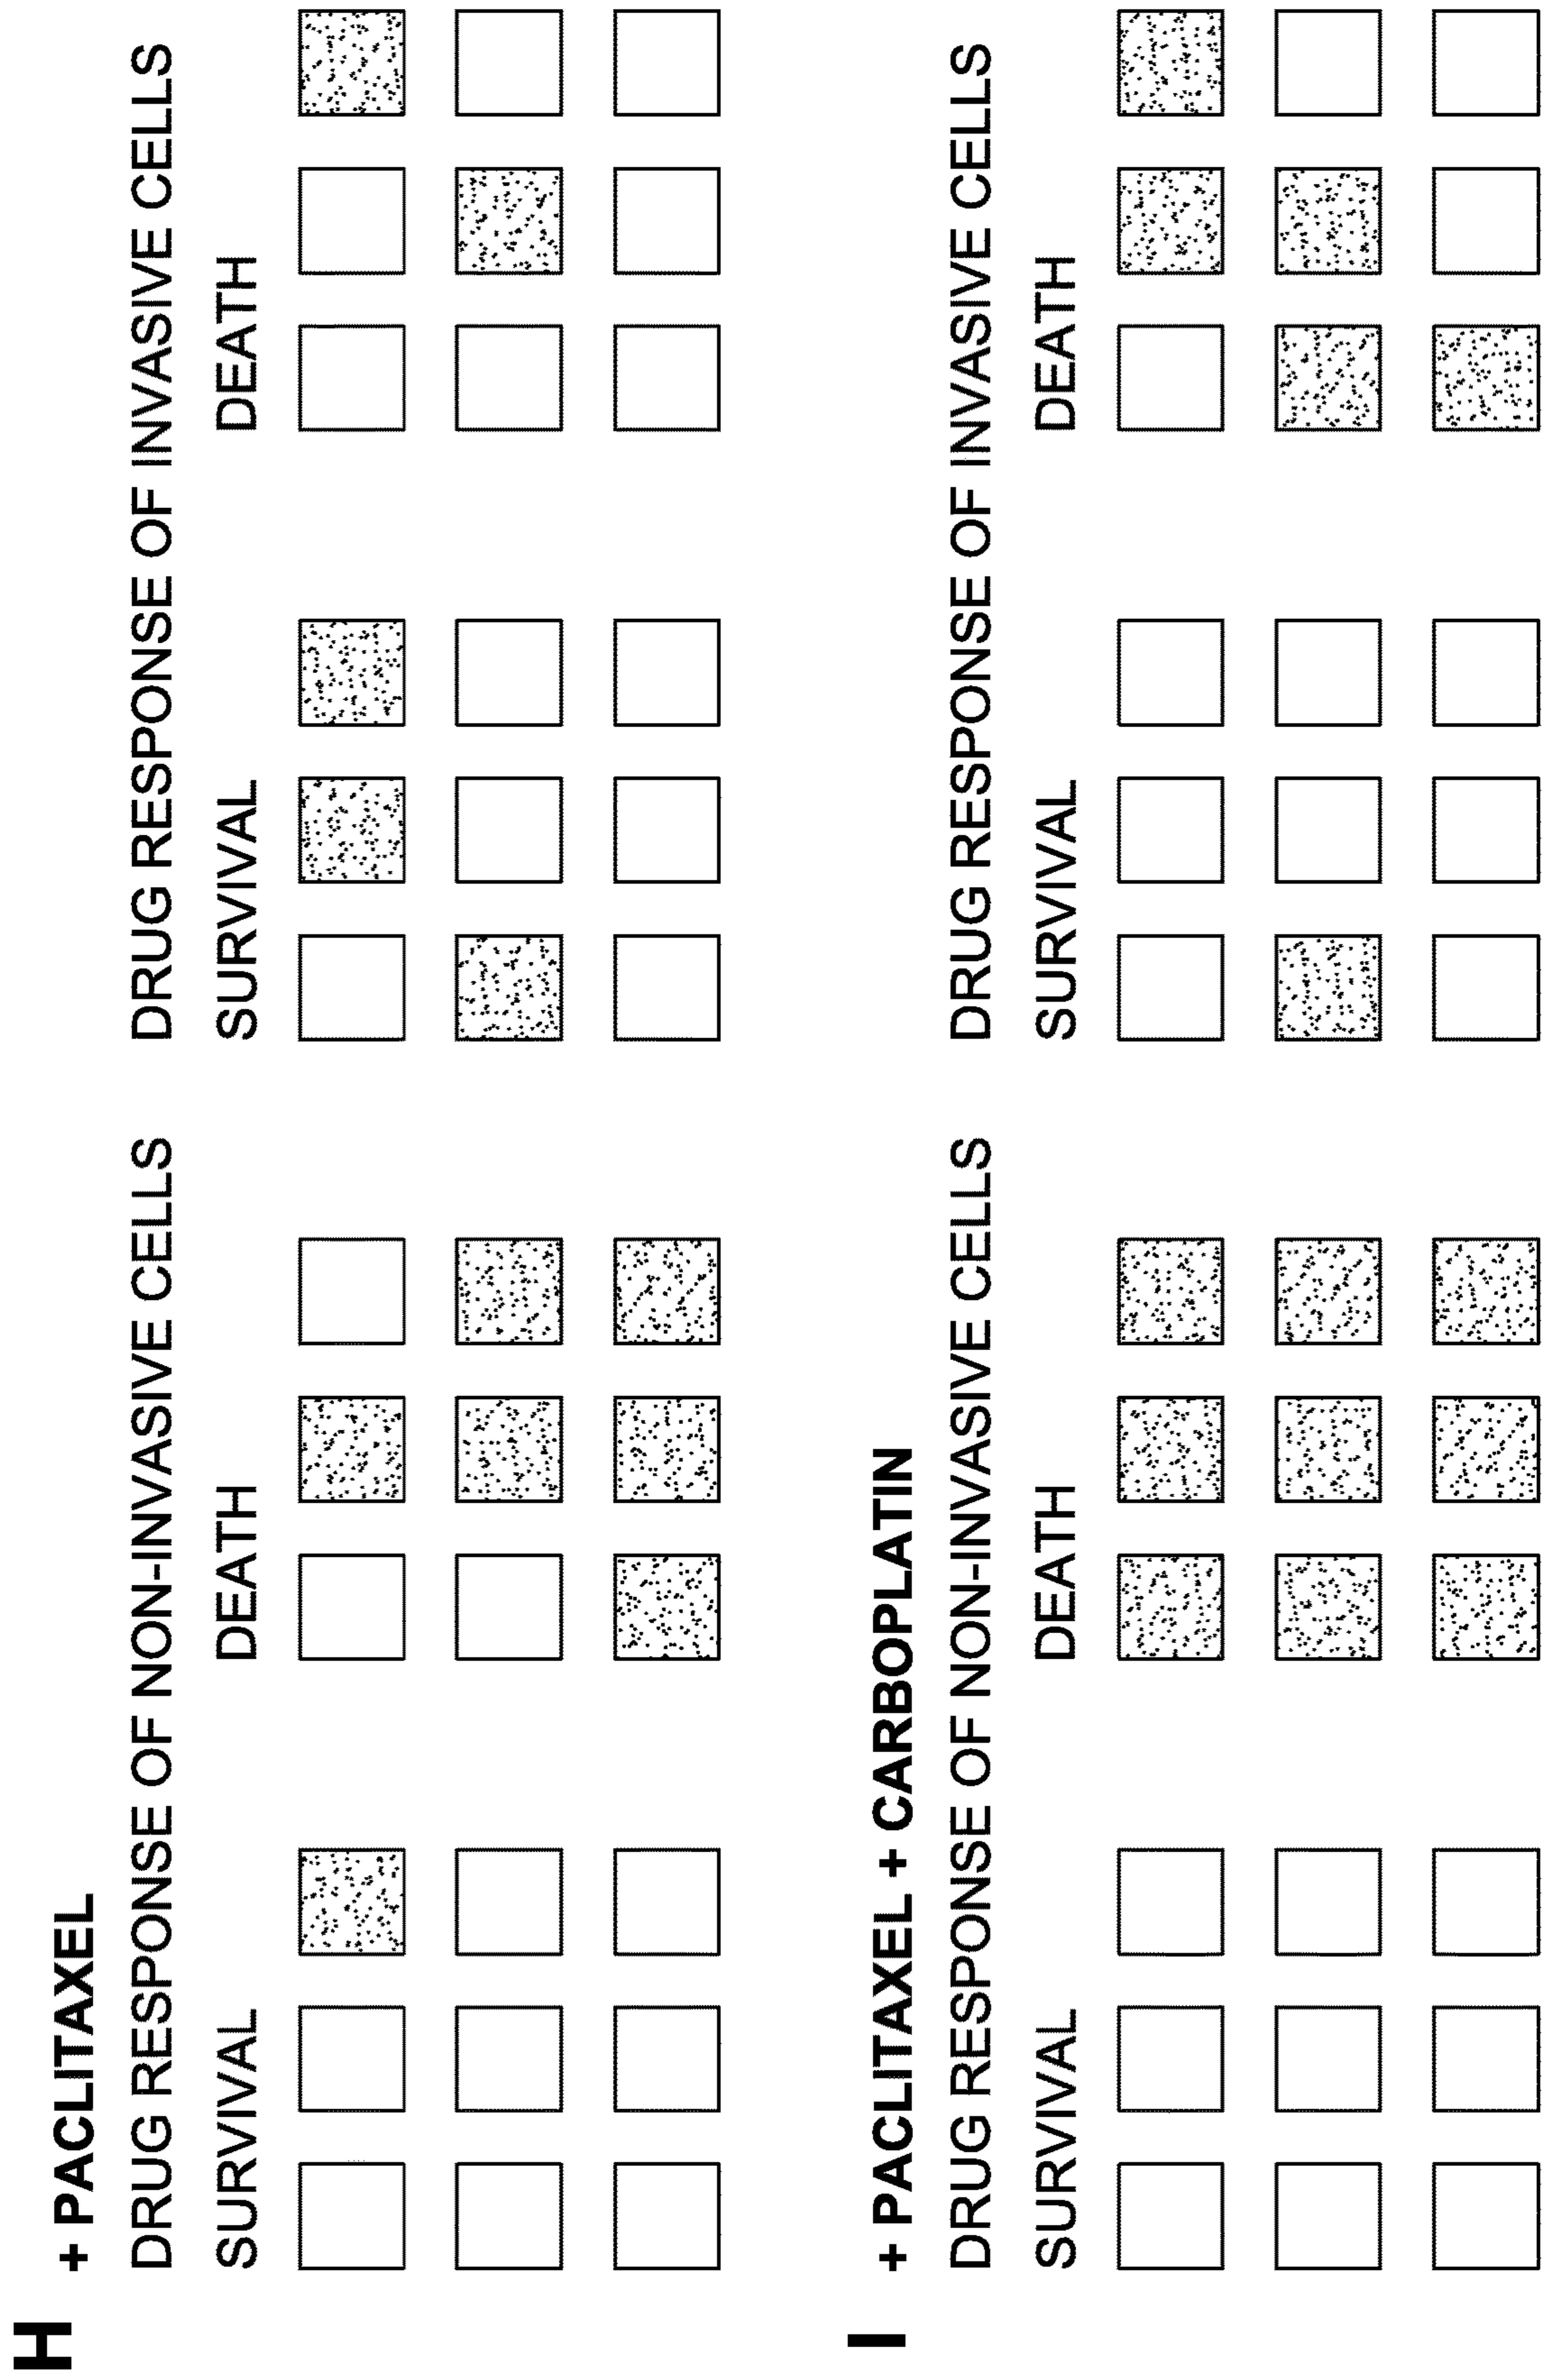 H
+ PACLITAXEL
DRUG RESPONSE OF NON-INVASIVE CELLS DRUG RESPONSE OF INVASIVE CELLS
SURVIVAL DEATH SURVIVAL DEATH
I
+ PACLITAXEL + CARBOPLATIN
DRUG RESPONSE OF NON-INVASIVE CELLS DRUG RESPONSE OF INVASIVE CELLS
SURVIVAL DEATH SURVIVAL DEATH